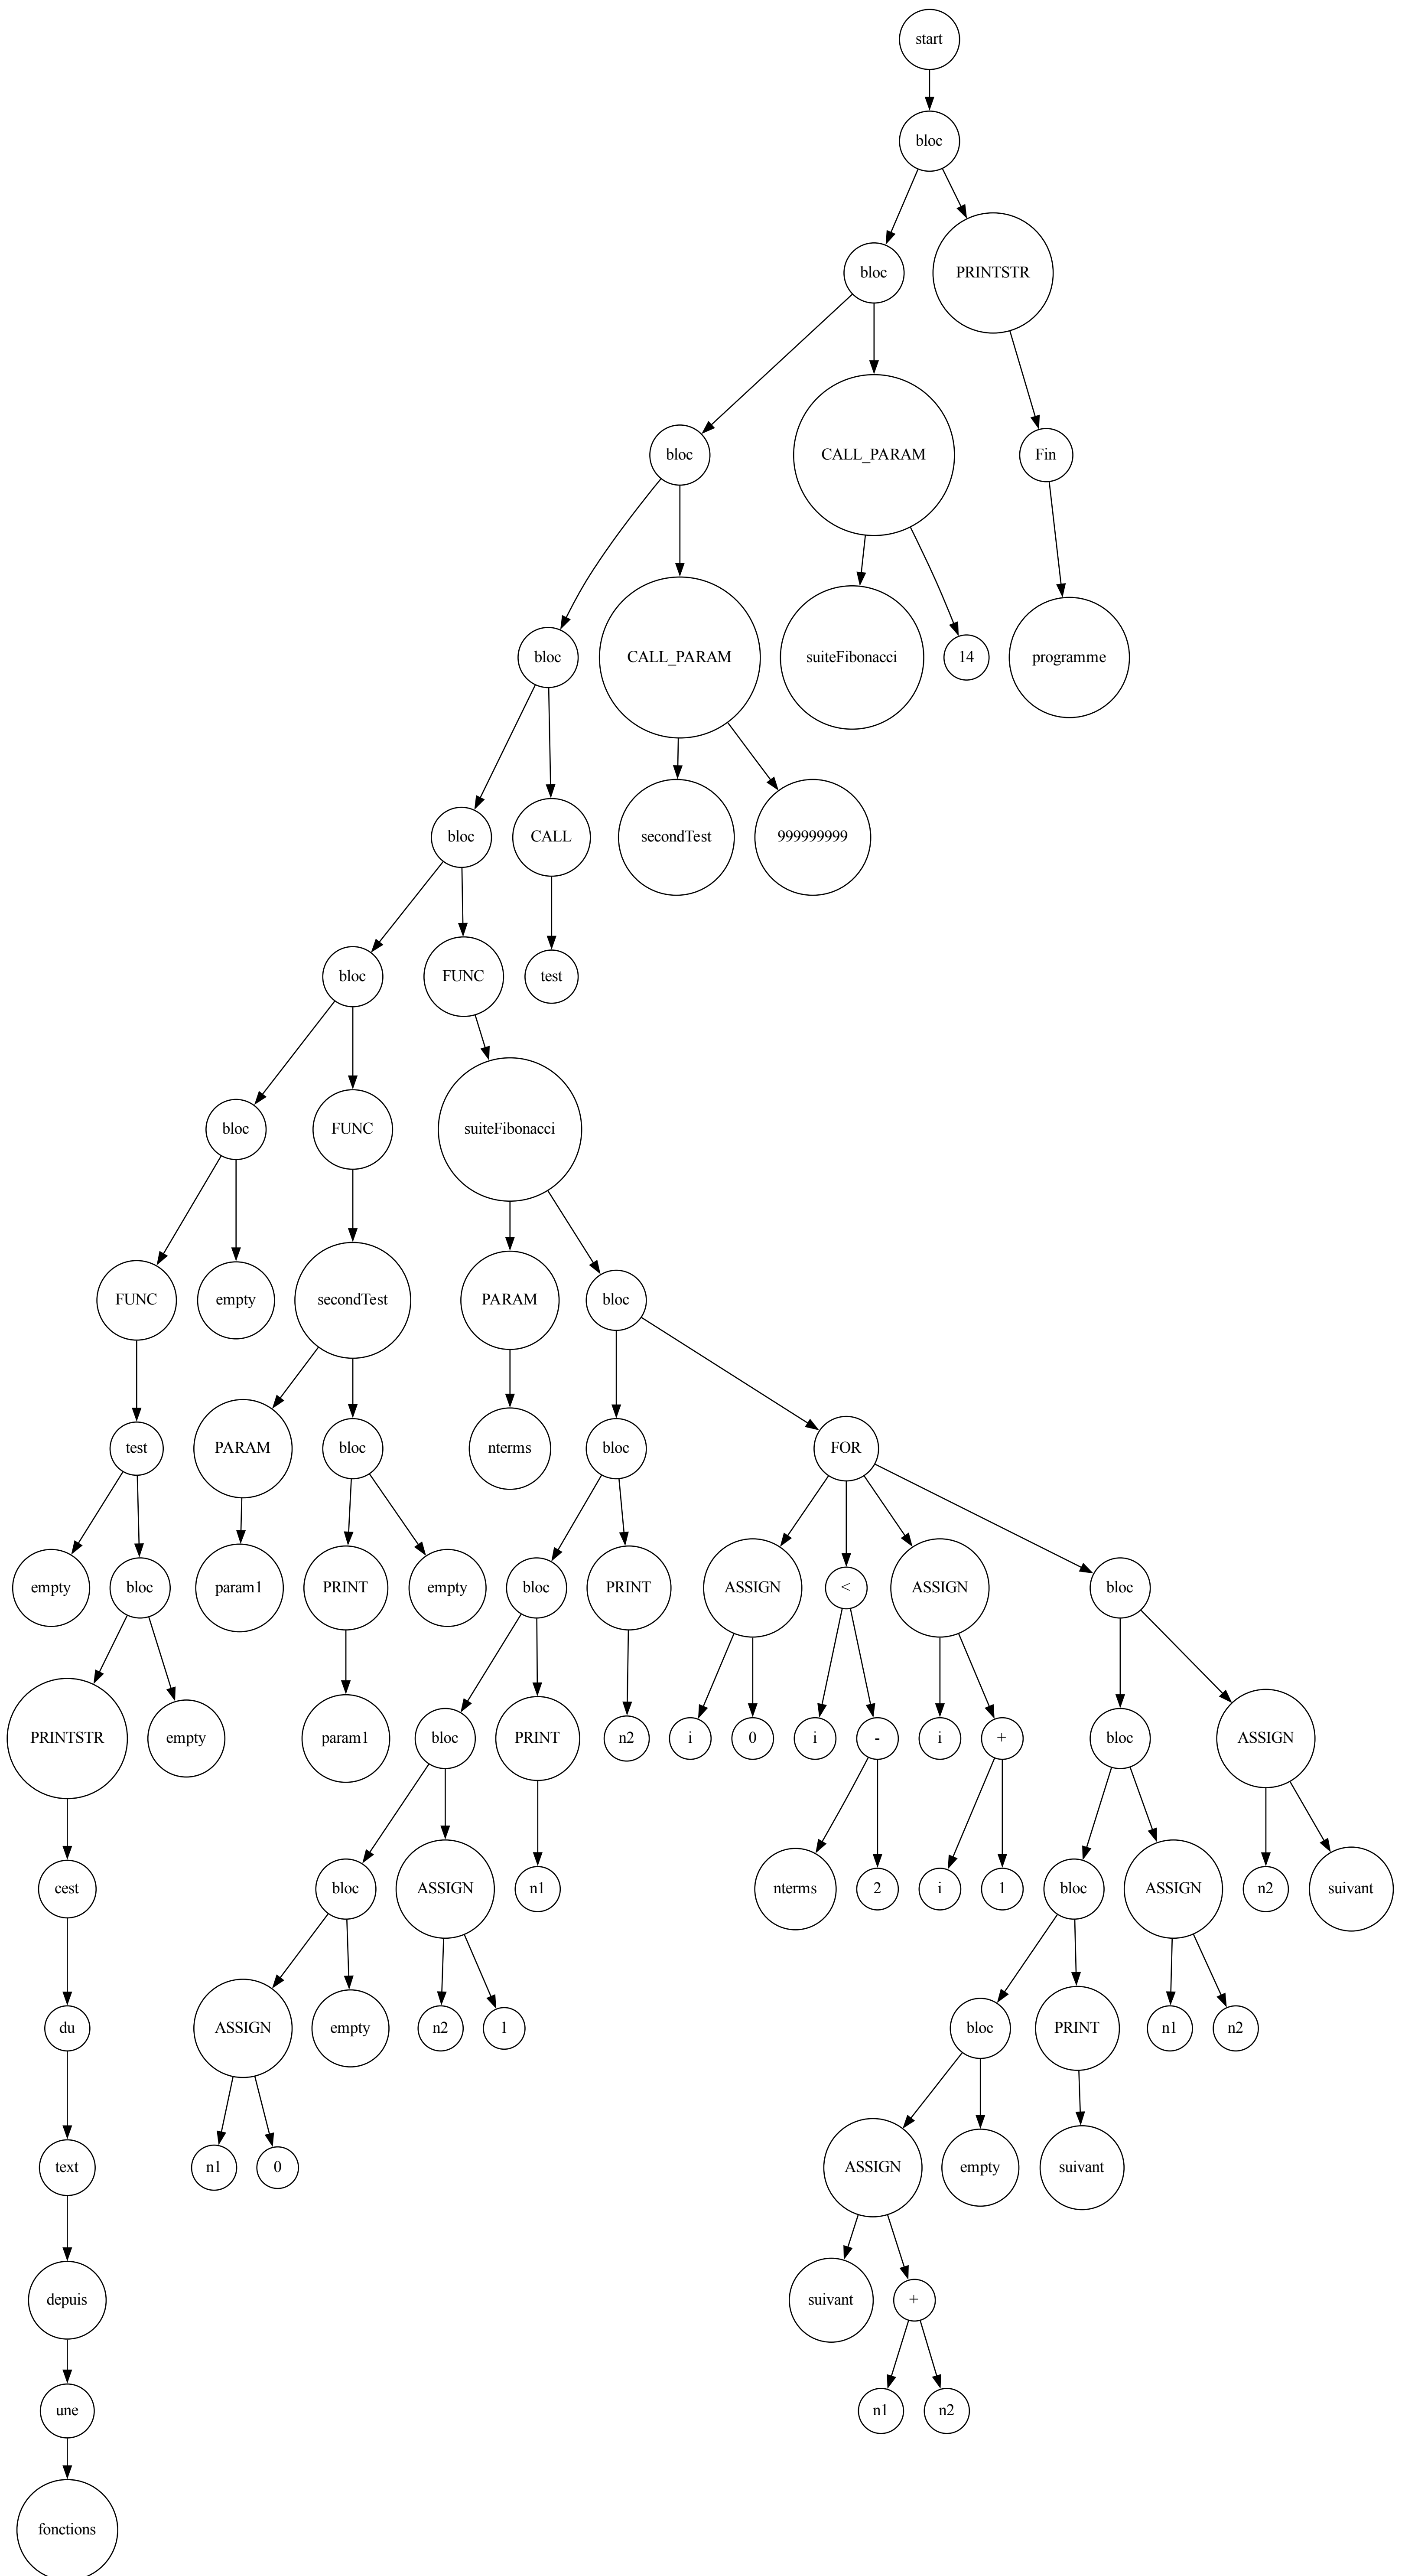 start
bloc
bloc
PRINTSTR
bloc
CALL_PARAM
Fin
bloc
CALL_PARAM
suiteFibonacci
14
programme
bloc
CALL
secondTest
999999999
bloc
FUNC
test
bloc
FUNC
suiteFibonacci
FUNC
empty
secondTest
PARAM
bloc
test
PARAM
bloc
nterms
bloc
FOR
empty
bloc
param1
PRINT
empty
bloc
PRINT
ASSIGN
<
ASSIGN
bloc
PRINTSTR
empty
param1
bloc
PRINT
n2
i
0
i
-
i
+
bloc
ASSIGN
cest
bloc
ASSIGN
n1
nterms
2
i
1
bloc
ASSIGN
n2
suivant
du
ASSIGN
empty
n2
1
bloc
PRINT
n1
n2
text
n1
0
ASSIGN
empty
suivant
depuis
suivant
+
une
n1
n2
fonctions